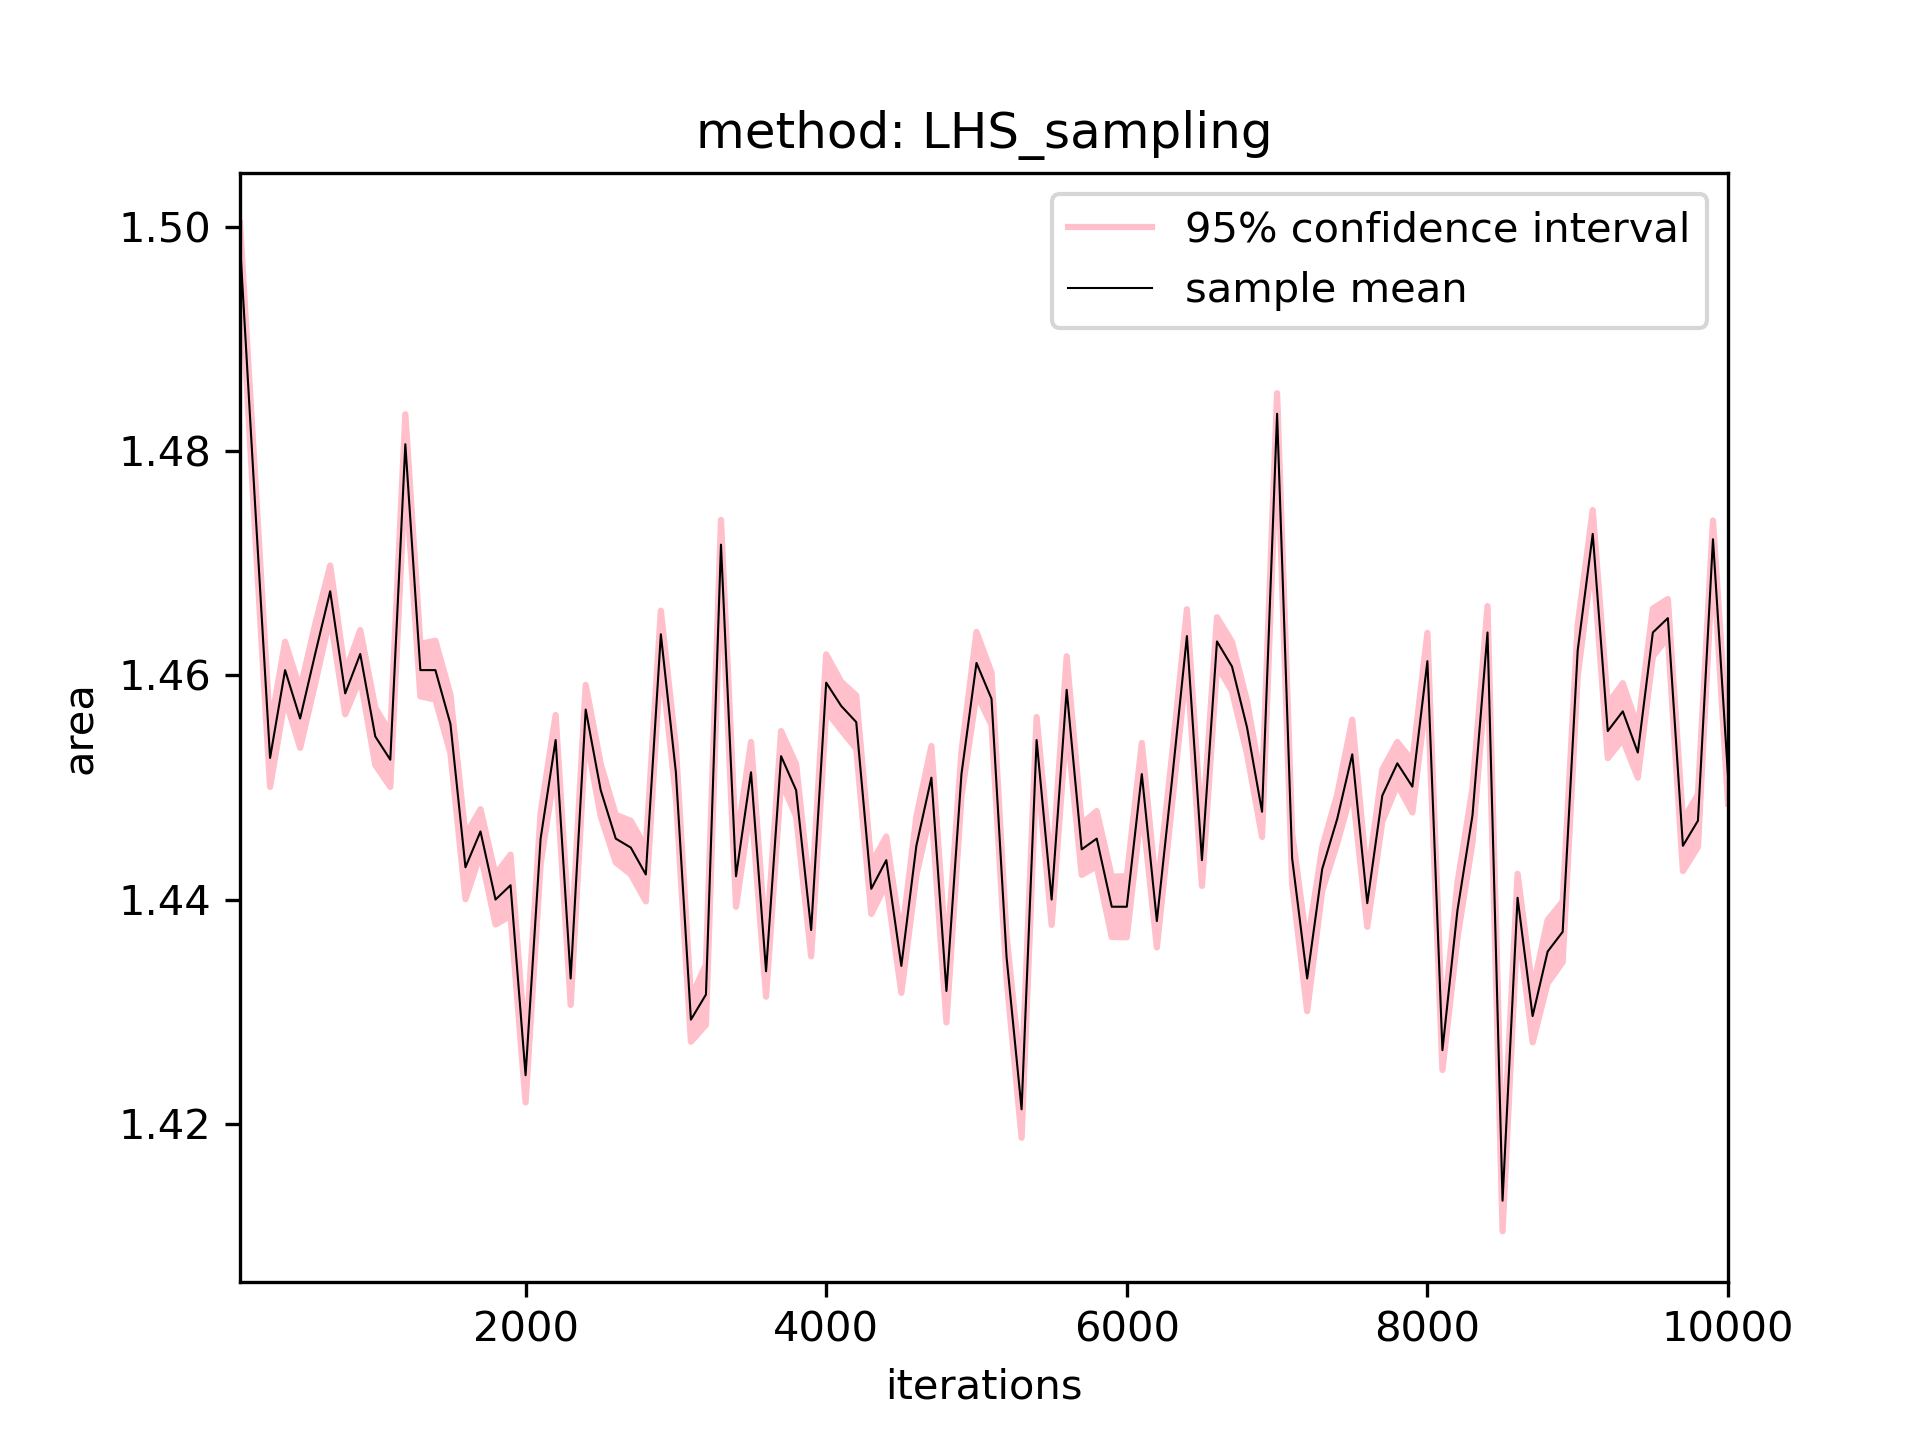 method: LHS_sampling
95% confidence interval
sample mean
area
1.50
1.48
1.46
1.44
1.42
2000 4000 6000 8000 10000
iterations